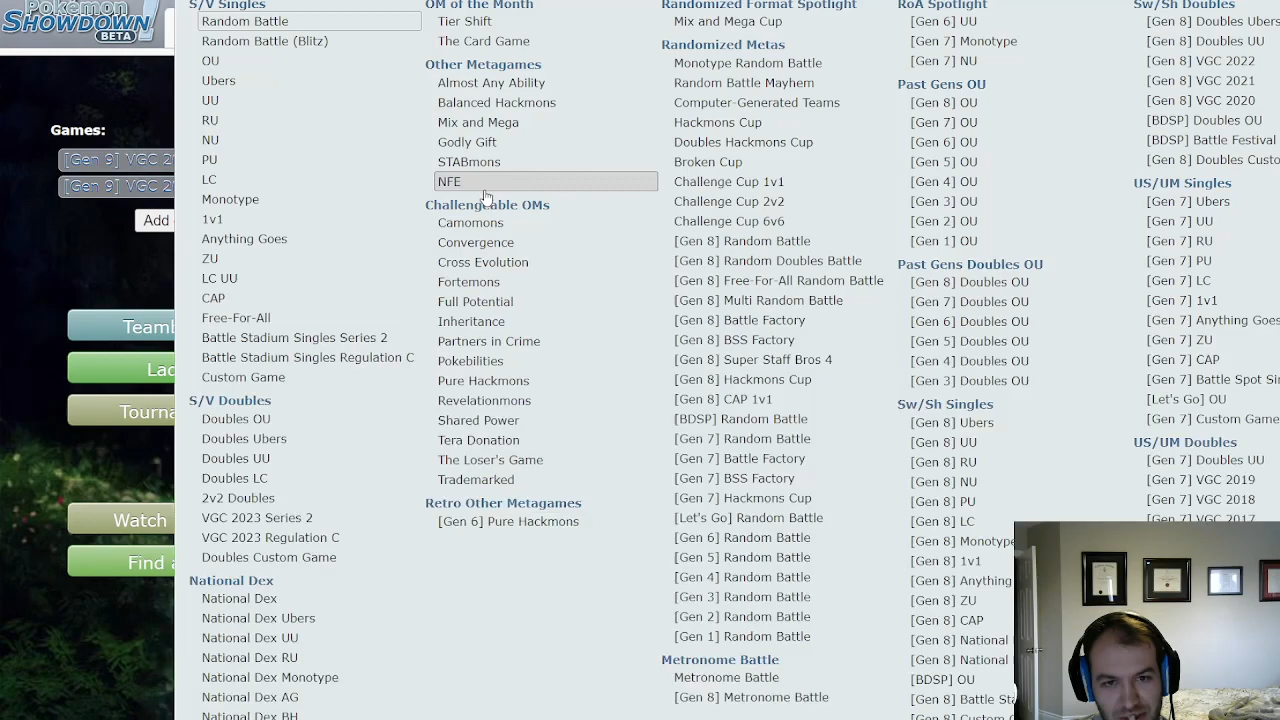 Pokémon
SHOWDOWN!
BETA
Games:
[Gen 9] VGC 2
[Gen 9] VGC 2
Add
Teamb
Lad
Tourna
Watch
Find a
S/V Singles
Random Battle
Random Battle (Blitz)
OU
Ubers
UU
RU
NU
PU
LC
Monotype
1v1
Anything Goes
ZU
LC UU
CAP
Free-For-All
Battle Stadium Singles Series 2
Battle Stadium Singles Regulation C
Custom Game
S/V Doubles
Doubles OU
Doubles Ubers
Doubles UU
Doubles LC
2v2 Doubles
VGC 2023 Series 2
VGC 2023 Regulation C
Doubles Custom Game
National Dex
National Dex
National Dex Ubers
National Dex UU
National Dex RU
National Dex Monotype
National Dex AG
National Dex BH
OM of the Month
Tier Shift
The Card Game
Other Metagames
Almost Any Ability
Balanced Hackmons
Mix and Mega
Godly Gift
STABmons
NFE
Challengeable OMs
Camomons
Convergence
Cross Evolution
Fortemons
Full Potential
Inheritance
Partners in Crime
Pokebilities
Pure Hackmons
Revelationmons
Shared Power
Tera Donation
The Loser's Game
Trademarked
Retro Other Metagames
[Gen 6] Pure Hackmons
Randomized Format Spotlight
Mix and Mega Cup
Randomized Metas
Monotype Random Battle
Random Battle Mayhem
Computer-Generated Teams
Hackmons Cup
Doubles Hackmons Cup
Broken Cup
Challenge Cup 1v1
Challenge Cup 2v2
Challenge Cup 6v6
[Gen 8] Random Battle
[Gen 8] Random Doubles Battle
[Gen 8] Free-For-All Random Battle
[Gen 8] Multi Random Battle
[Gen 8] Battle Factory
[Gen 8] BSS Factory
[Gen 8] Super Staff Bros 4
[Gen 8] Hackmons Cup
[Gen 8] CAP 1v1
[BDSP] Random Battle
[Gen 7] Random Battle
[Gen 7] Battle Factory
[Gen 7] BSS Factory
[Gen 7] Hackmons Cup
[Let's Go] Random Battle
[Gen 6] Random Battle
[Gen 5] Random Battle
[Gen 4] Random Battle
[Gen 3] Random Battle
[Gen 2] Random Battle
[Gen 1] Random Battle
Metronome Battle
Metronome Battle
[Gen 8] Metronome Battle
RoA Spotlight
[Gen 6] UU
[Gen 7] Monotype
[Gen 7] NU
Past Gens OU
[Gen 8] OU
[Gen 7] OU
[Gen 6] OU
[Gen 5] OU
[Gen 4] OU
[Gen 3] OU
[Gen 2] OU
[Gen 1] OU
Past Gens Doubles OU
[Gen 8] Doubles OU
[Gen 7] Doubles OU
[Gen 6] Doubles OU
[Gen 5] Doubles OU
[Gen 4] Doubles OU
[Gen 3] Doubles OU
Sw/Sh Singles
[Gen 8] Ubers
[Gen 8] UU
[Gen 8] RU
[Gen 8] NU
[Gen 8] PU
[Gen 8] LC
[Gen 8] Monotype
[Gen 8] 1v1
[Gen 8] Anything
[Gen 8] ZU
[Gen 8] CAP
[Gen 8] National
[Gen 8] National
[BDSP] OU
[Gen 8] Battle Sta
[Gen 8] Custom G
Sw/Sh Doubles
[Gen 8] Doubles Ubers
[Gen 8] Doubles UU
[Gen 8] VGC 2022
[Gen 8] VGC 2021
[Gen 8] VGC 2020
[BDSP] Doubles OU
[BDSP] Battle Festival
[Gen 8] Doubles Custo
US/UM Singles
[Gen 7] Ubers
[Gen 7] UU
[Gen 7] RU
[Gen 7] PU
[Gen 7] LC
[Gen 7] 1v1
[Gen 7] Anything Goes
[Gen 7] ZU
[Gen 7] CAP
[Gen 7] Battle Spot Si
[Let's Go] OU
[Gen 7] Custom Game
US/UM Doubles
[Gen 7] Doubles UU
[Gen 7] VGC 2019
[Gen 7] VGC 2018
[Gen 7] VGC 2017